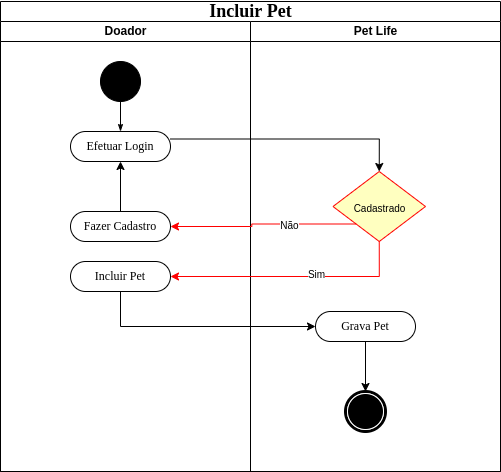 Incluir Pet
Doador
Pet Life
Efetuar Login
Cadastrado
Não
Fazer Cadastro
Sim
Incluir Pet
Grava Pet